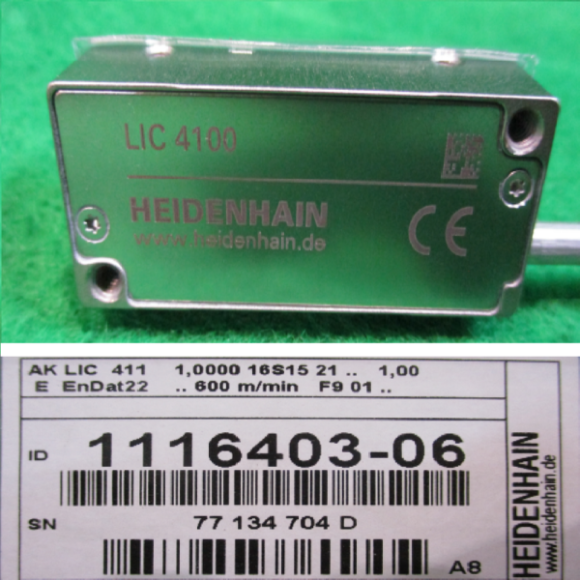 LIC 4100
HEIDENHAIN
www.heidenhain.de
CE
AK LIC 411 1,0000 16S15 21 .. 1,00
E EnDat22 .. 600 m/min F9 01 ..
ID 1116403-06
SN 77 134 704 D
A8
HEIDENHAIN
www.heidenhain.de